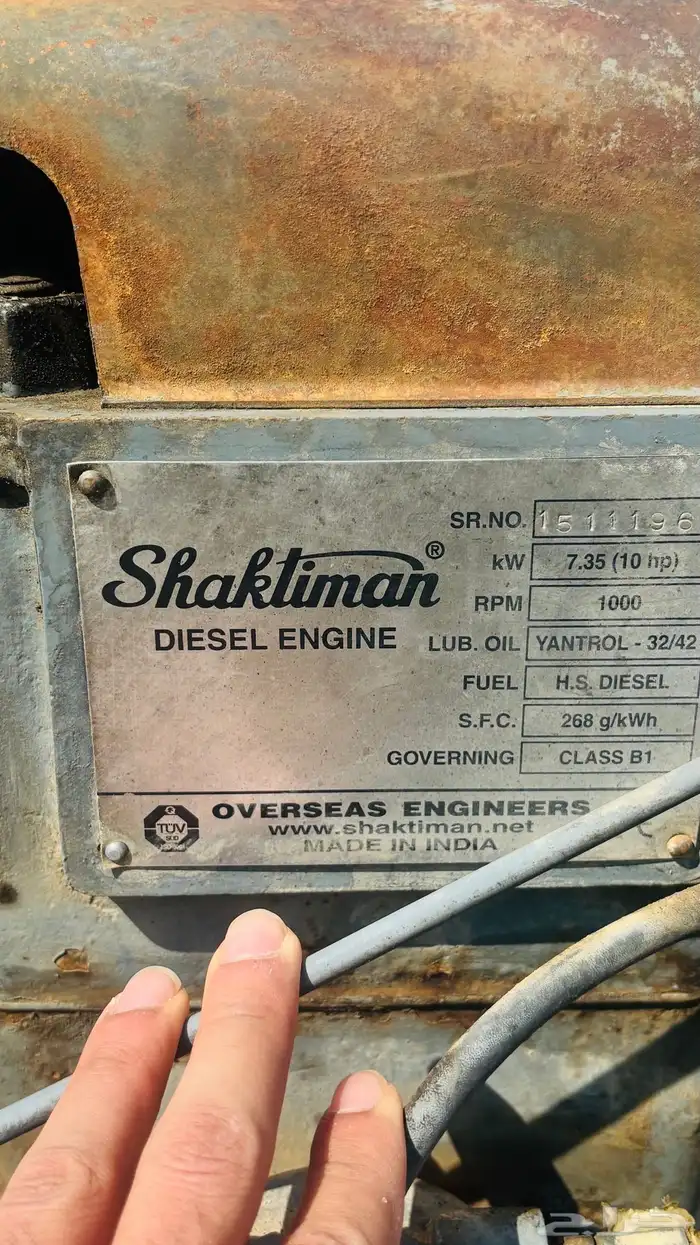 Shaktiman®
DIESEL ENGINE
SR.NO. 1511196
kW 7.35 (10 hp)
RPM 1000
LUB. OIL YANTROL - 32/42
FUEL H.S. DIESEL
S.F.C. 268 g/kWh
GOVERNING CLASS B1
TÜV
OVERSEAS ENGINEERS
www.shaktiman.net
MADE IN INDIA
حراج